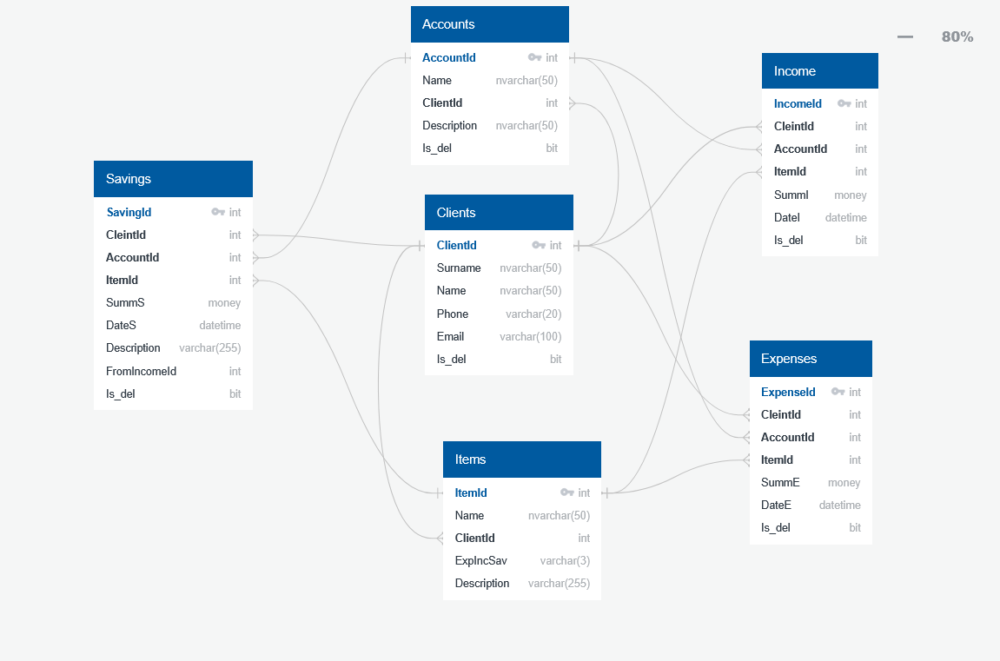 Accounts
AccountId int
Name nvarchar(50)
ClientId int
Description nvarchar(50)
Is_del bit
80%
Income
IncomeId int
CleintId int
AccountId int
ItemId int
SummI money
DateI datetime
Is_del bit
Savings
SavingId int
CleintId int
AccountId int
ItemId int
SummS money
DateS datetime
Description varchar(255)
FromIncomeId int
Is_del bit
Clients
ClientId int
Surname nvarchar(50)
Name nvarchar(50)
Phone varchar(20)
Email varchar(100)
Is_del bit
Expenses
ExpenseId int
CleintId int
AccountId int
ItemId int
SummE money
DateE datetime
Is_del bit
Items
ItemId int
Name nvarchar(50)
ClientId int
ExpIncSav varchar(3)
Description varchar(255)